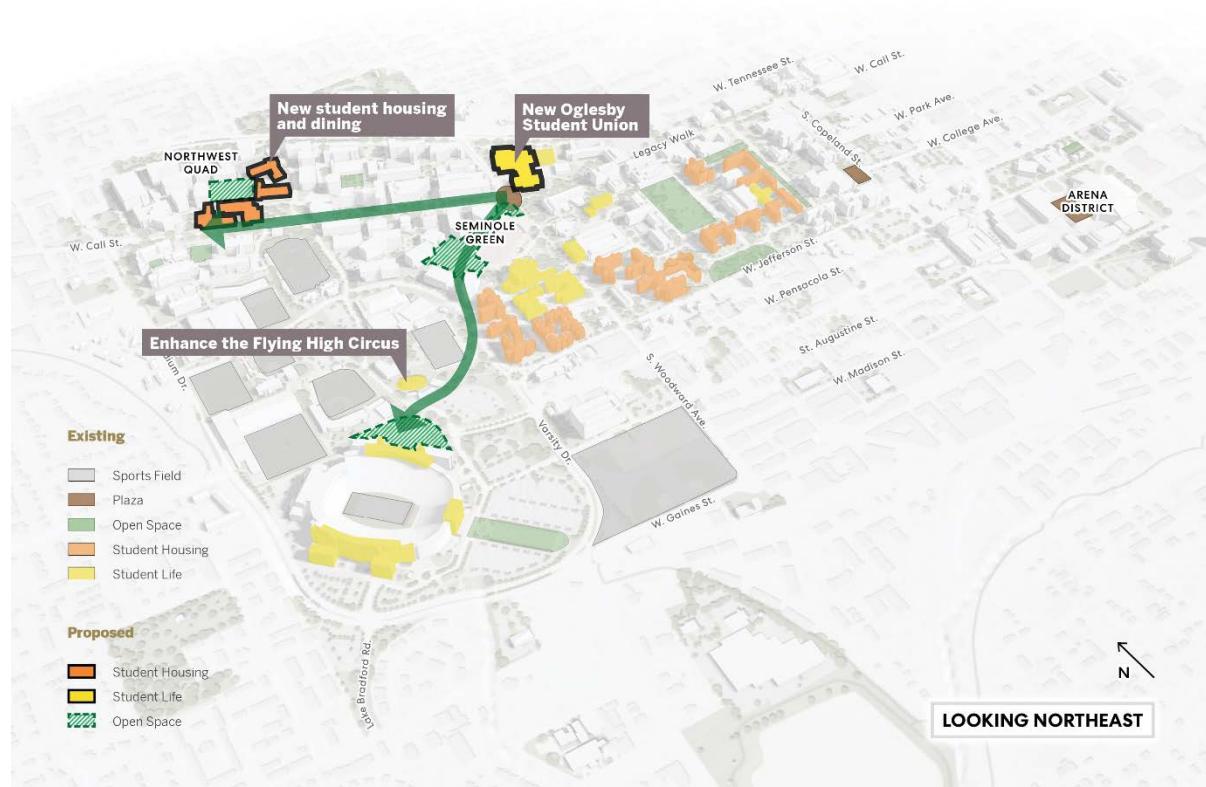 W. Tennessee St.
W. Call St.
New student housing
and dining
New Oglesby
Student Union
W. Park Ave.
S. Copeland St.
W. College Ave.
Legacy Walk
NORTHWEST
QUAD
ARENA
DISTRICT
SEMINOLE
GREEN
W. Call St.
W. Jefferson St.
W. Pensacola St.
Enhance the Flying High Circus
St. Augustine St.
W. Madison St.
S. Woodward Ave.
Varsity Dr.
W. Gaines St.
Existing
Sports Field
Plaza
Open Space
Student Housing
Student Life
Proposed
Student Housing
Student Life
Open Space
Lake Bradford Rd.
N
LOOKING NORTHEAST